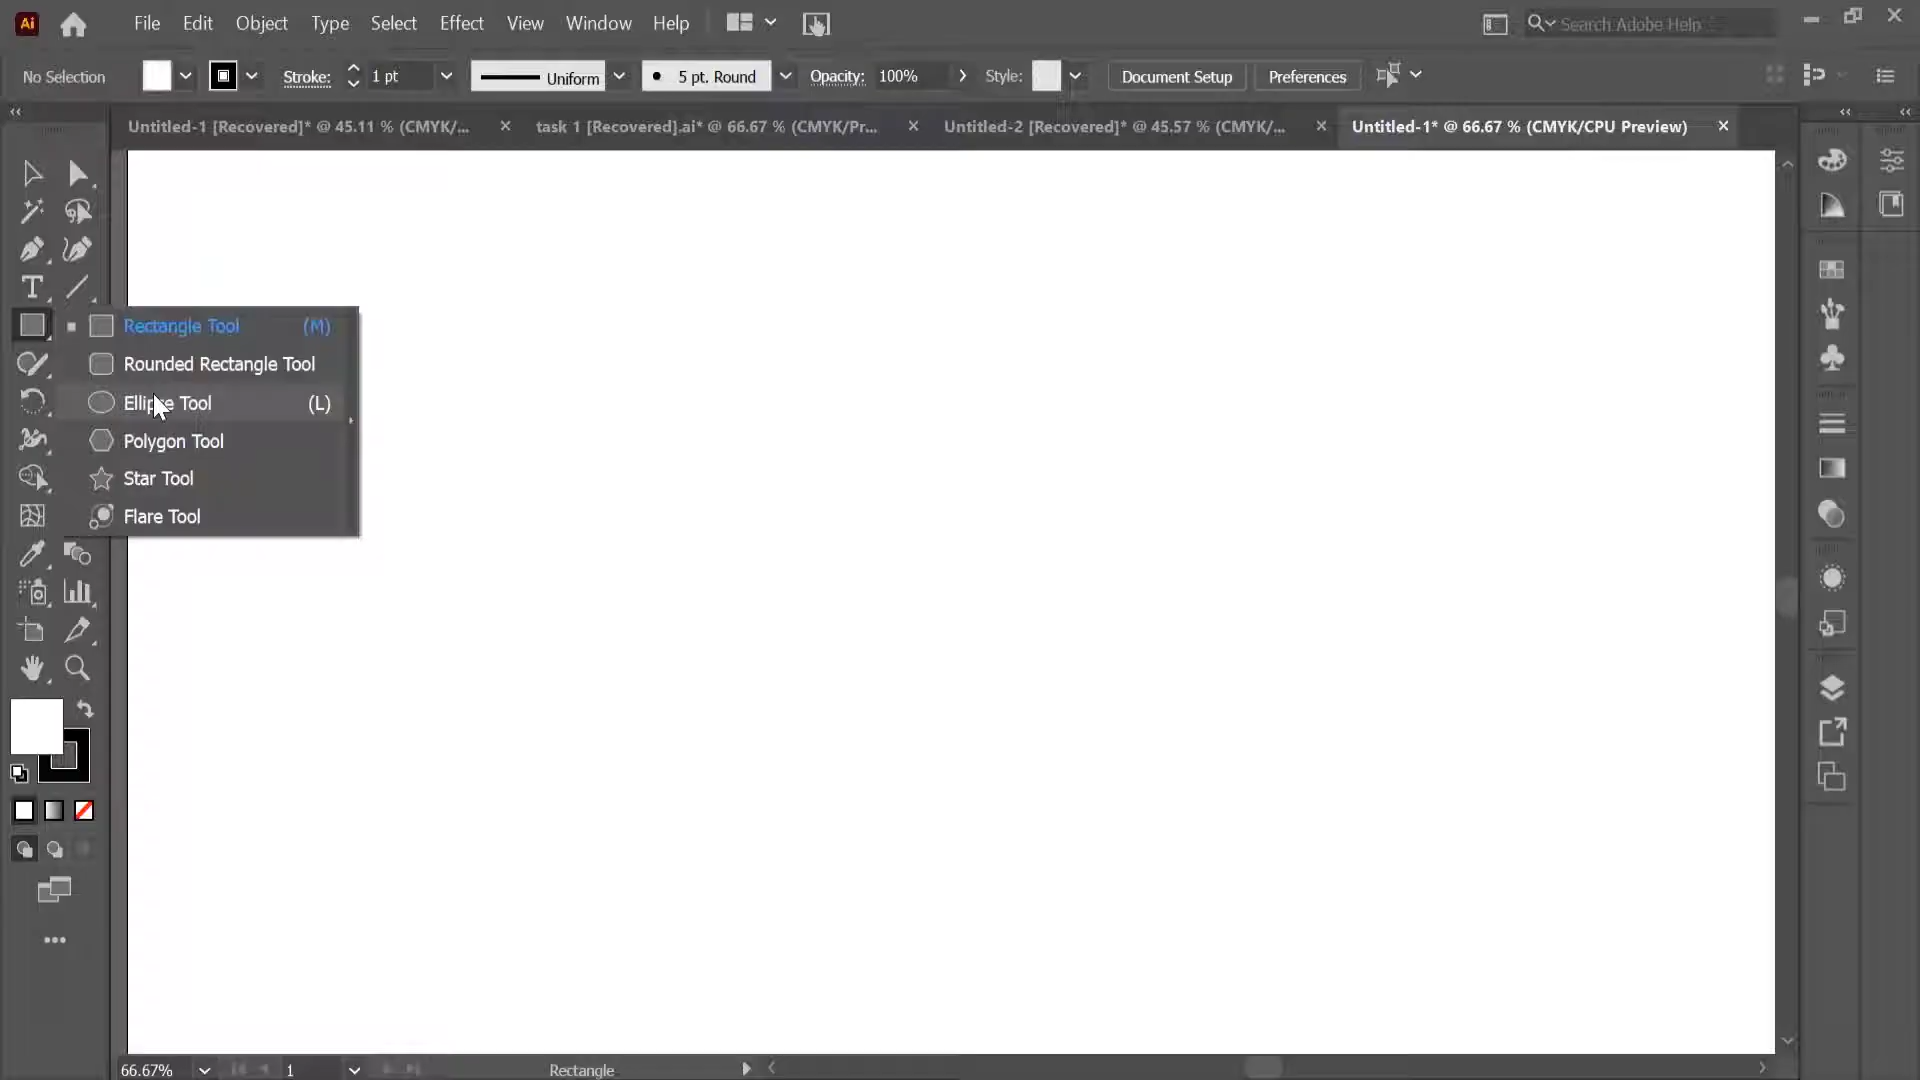 Ai File Edit Object Type Select Effect View Window Help Search Adobe Help
No Selection Stroke: 1 pt Uniform 5 pt. Round Opacity: 100% Style: Document Setup Preferences
Untitled-1 [Recovered]* @ 45.11 % (CMYK/... task 1 [Recovered].ai* @ 66.67 % (CMYK/Pr... Untitled-2 [Recovered]* @ 45.57 % (CMYK/... Untitled-1* @ 66.67 % (CMYK/CPU Preview)
Rectangle Tool (M)
Rounded Rectangle Tool
Ellipse Tool (L)
Polygon Tool
Star Tool
Flare Tool
66.67% 1 Rectangle